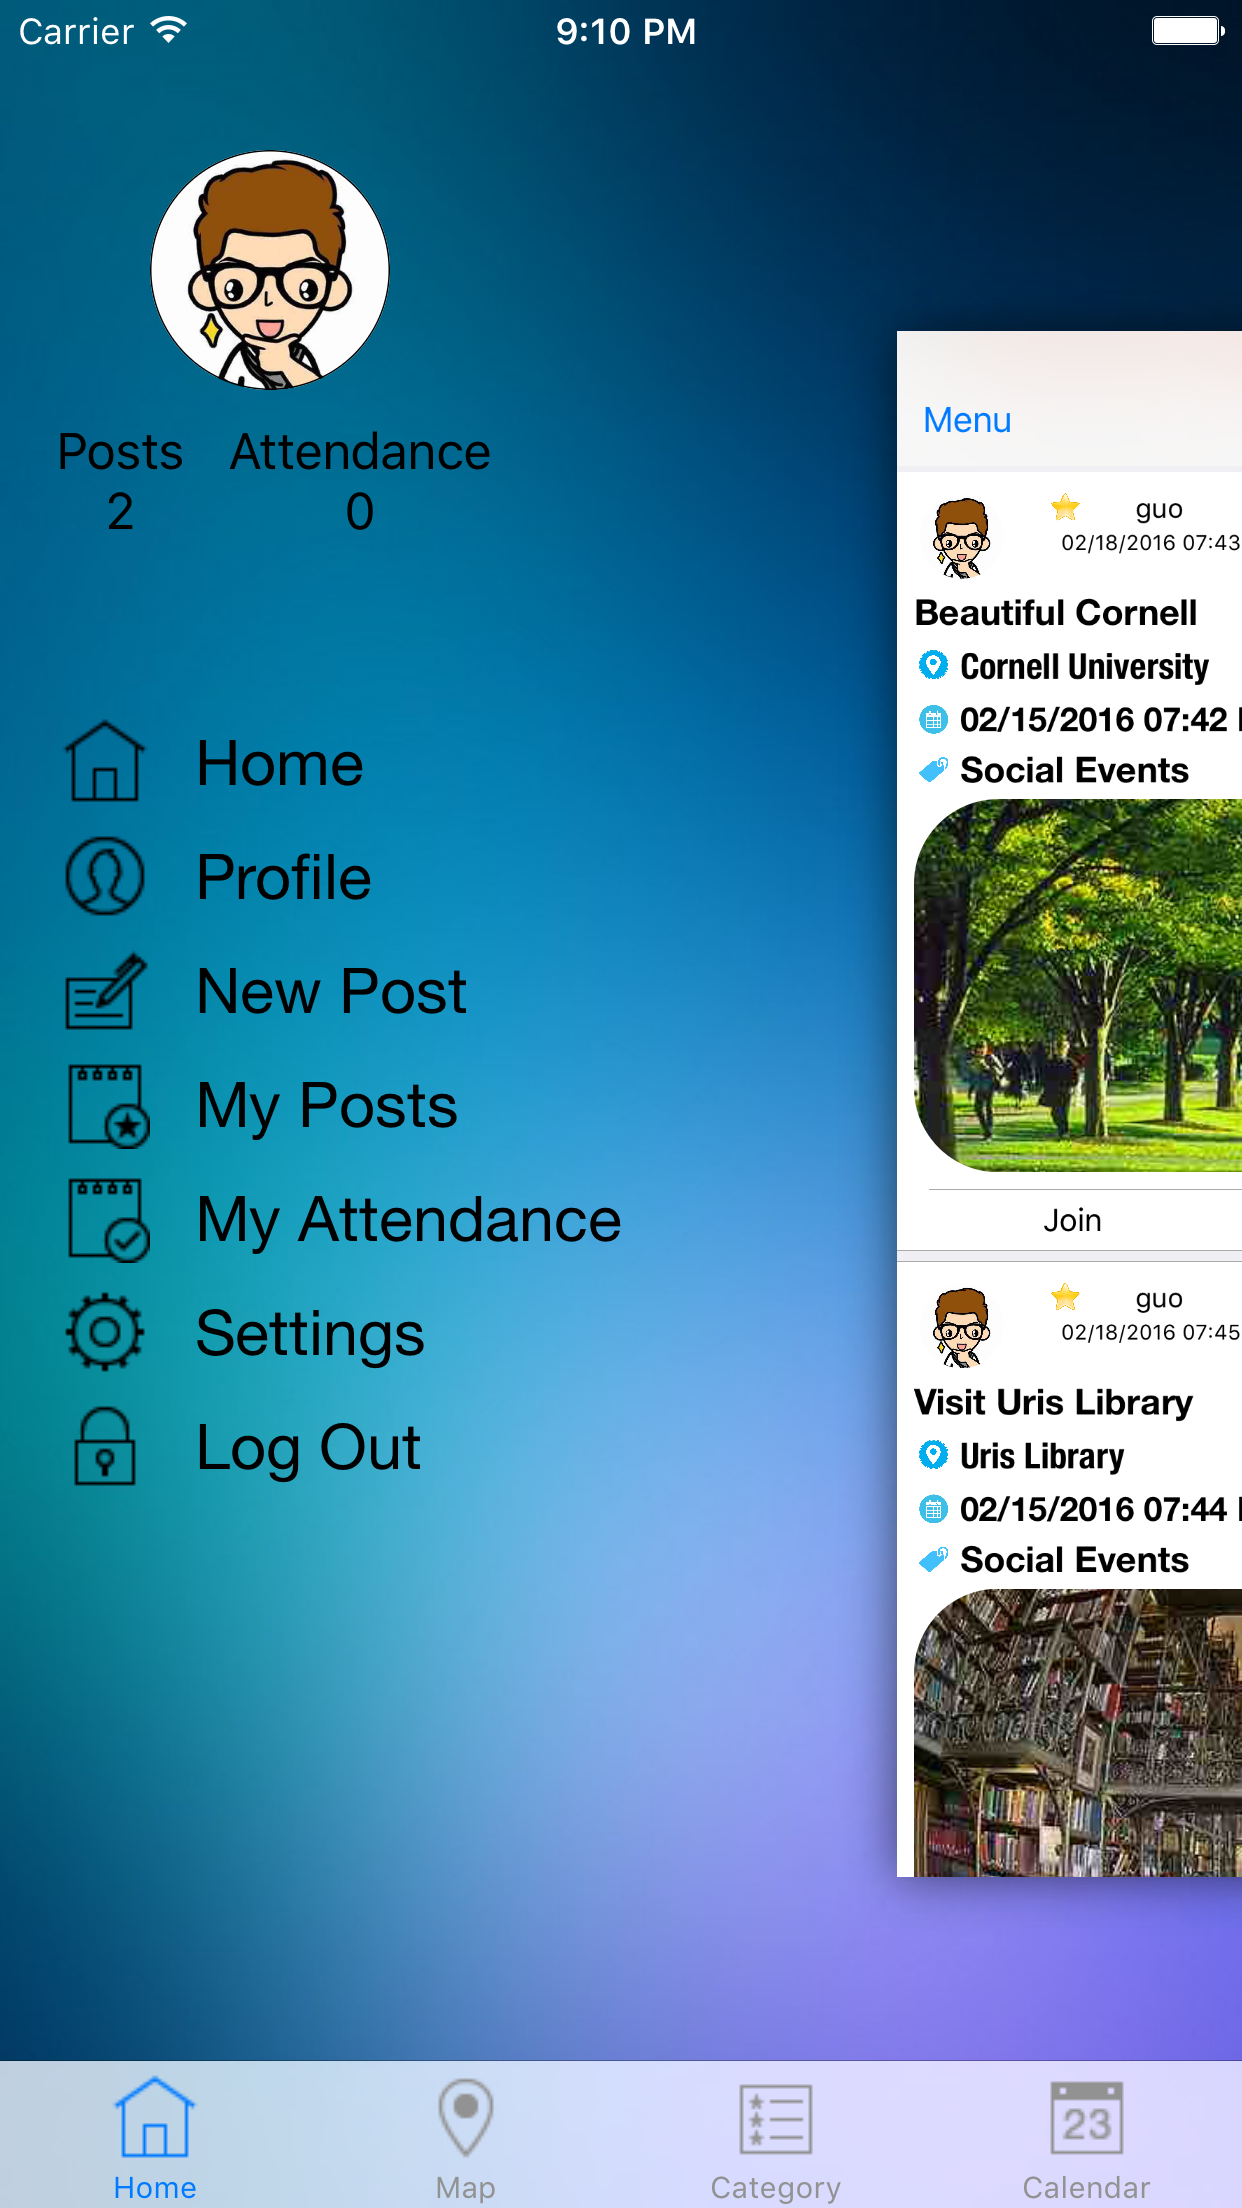 Carrier 9:10 PM
Posts Attendance
2 0
Home
Profile
New Post
My Posts
My Attendance
Settings
Log Out
Menu
guo
02/18/2016 07:43
Beautiful Cornell
Cornell University
02/15/2016 07:42
Social Events
Join
guo
02/18/2016 07:45
Visit Uris Library
Uris Library
02/15/2016 07:44
Social Events
23
Home Map Category Calendar